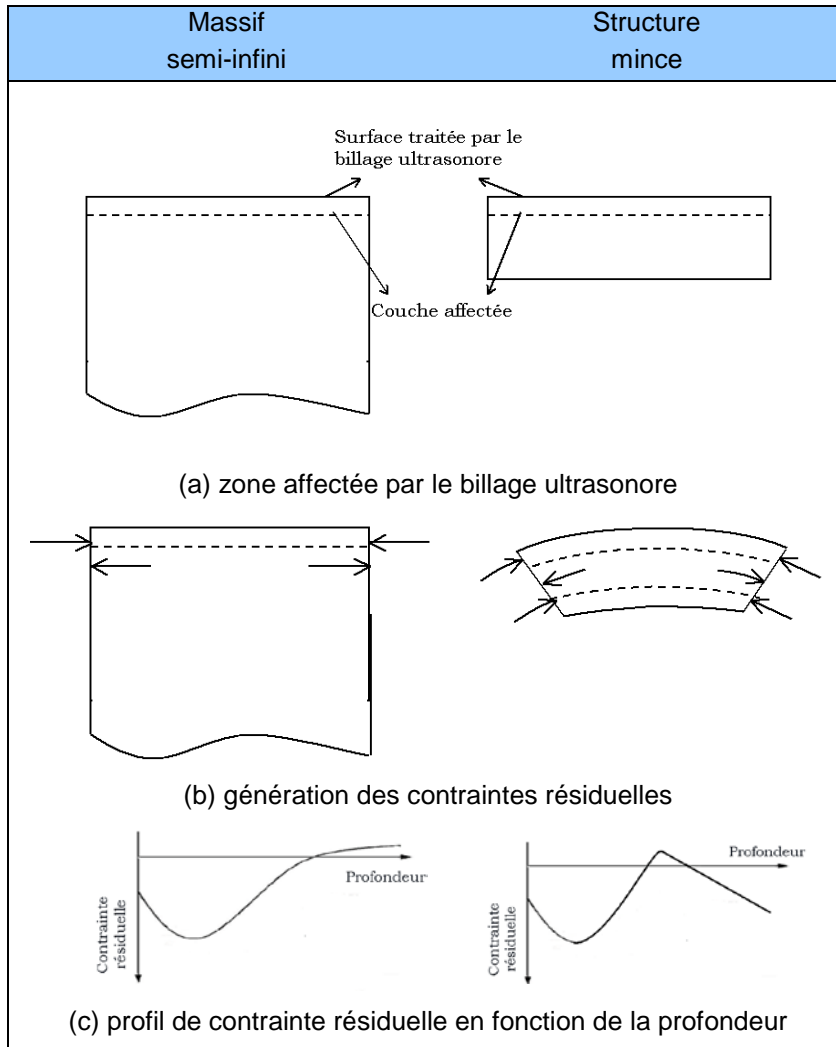 Massif
semi-infini
Structure
mince
Surface traitée par le
billage ultrasonore
Couche affectée
(a) zone affectée par le billage ultrasonore
(b) génération des contraintes résiduelles
Profondeur
Contrainte
résiduelle
Profondeur
Contrainte
résiduelle
(c) profil de contrainte résiduelle en fonction de la profondeur